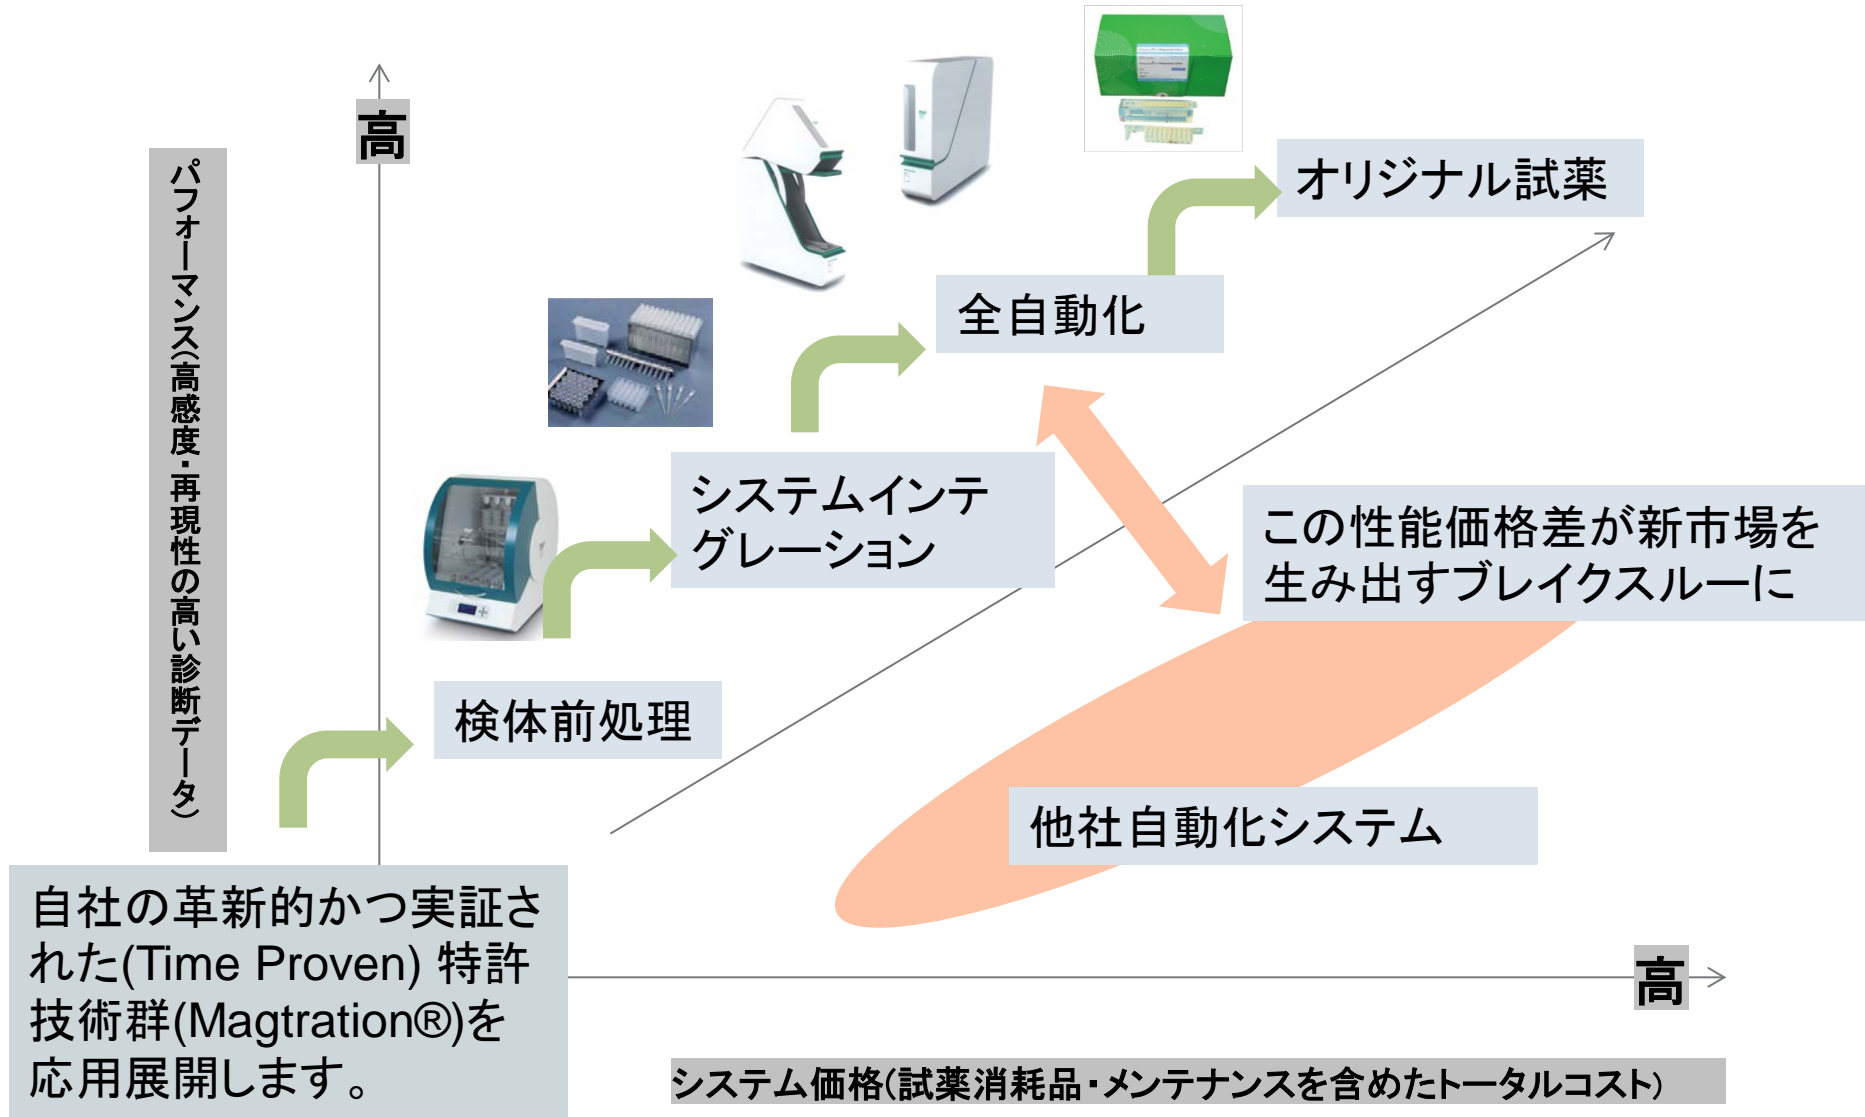 高
パフォーマンス(高感度・再現性の高い診断データ)
オリジナル試薬
全自動化
システムインテ
グレーション
この性能価格差が新市場を
生み出すブレイクスルーに
検体前処理
他社自動化システム
自社の革新的かつ実証さ
れた(Time Proven) 特許
技術群(Magtration®)を
応用展開します。
高
システム価格(試薬消耗品・メンテナンスを含めたトータルコスト)